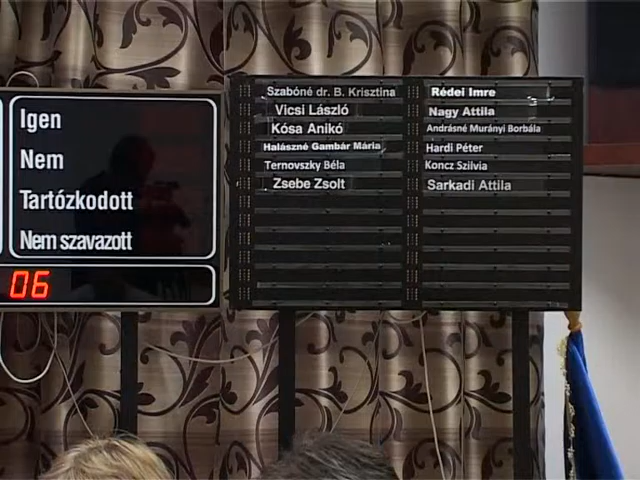 Igen
Nem
Tartózkodott
Nem szavazott
06
Szabóné dr. B. Krisztina
Vicsi László
Kósa Anikó
Halászné Gambár Mária
Ternovszky Béla
Zsebe Zsolt
Rédei Imre
Nagy Attila
Andrásné Murányi Borbála
Hardi Péter
Koncz Szilvia
Sarkadi Attila